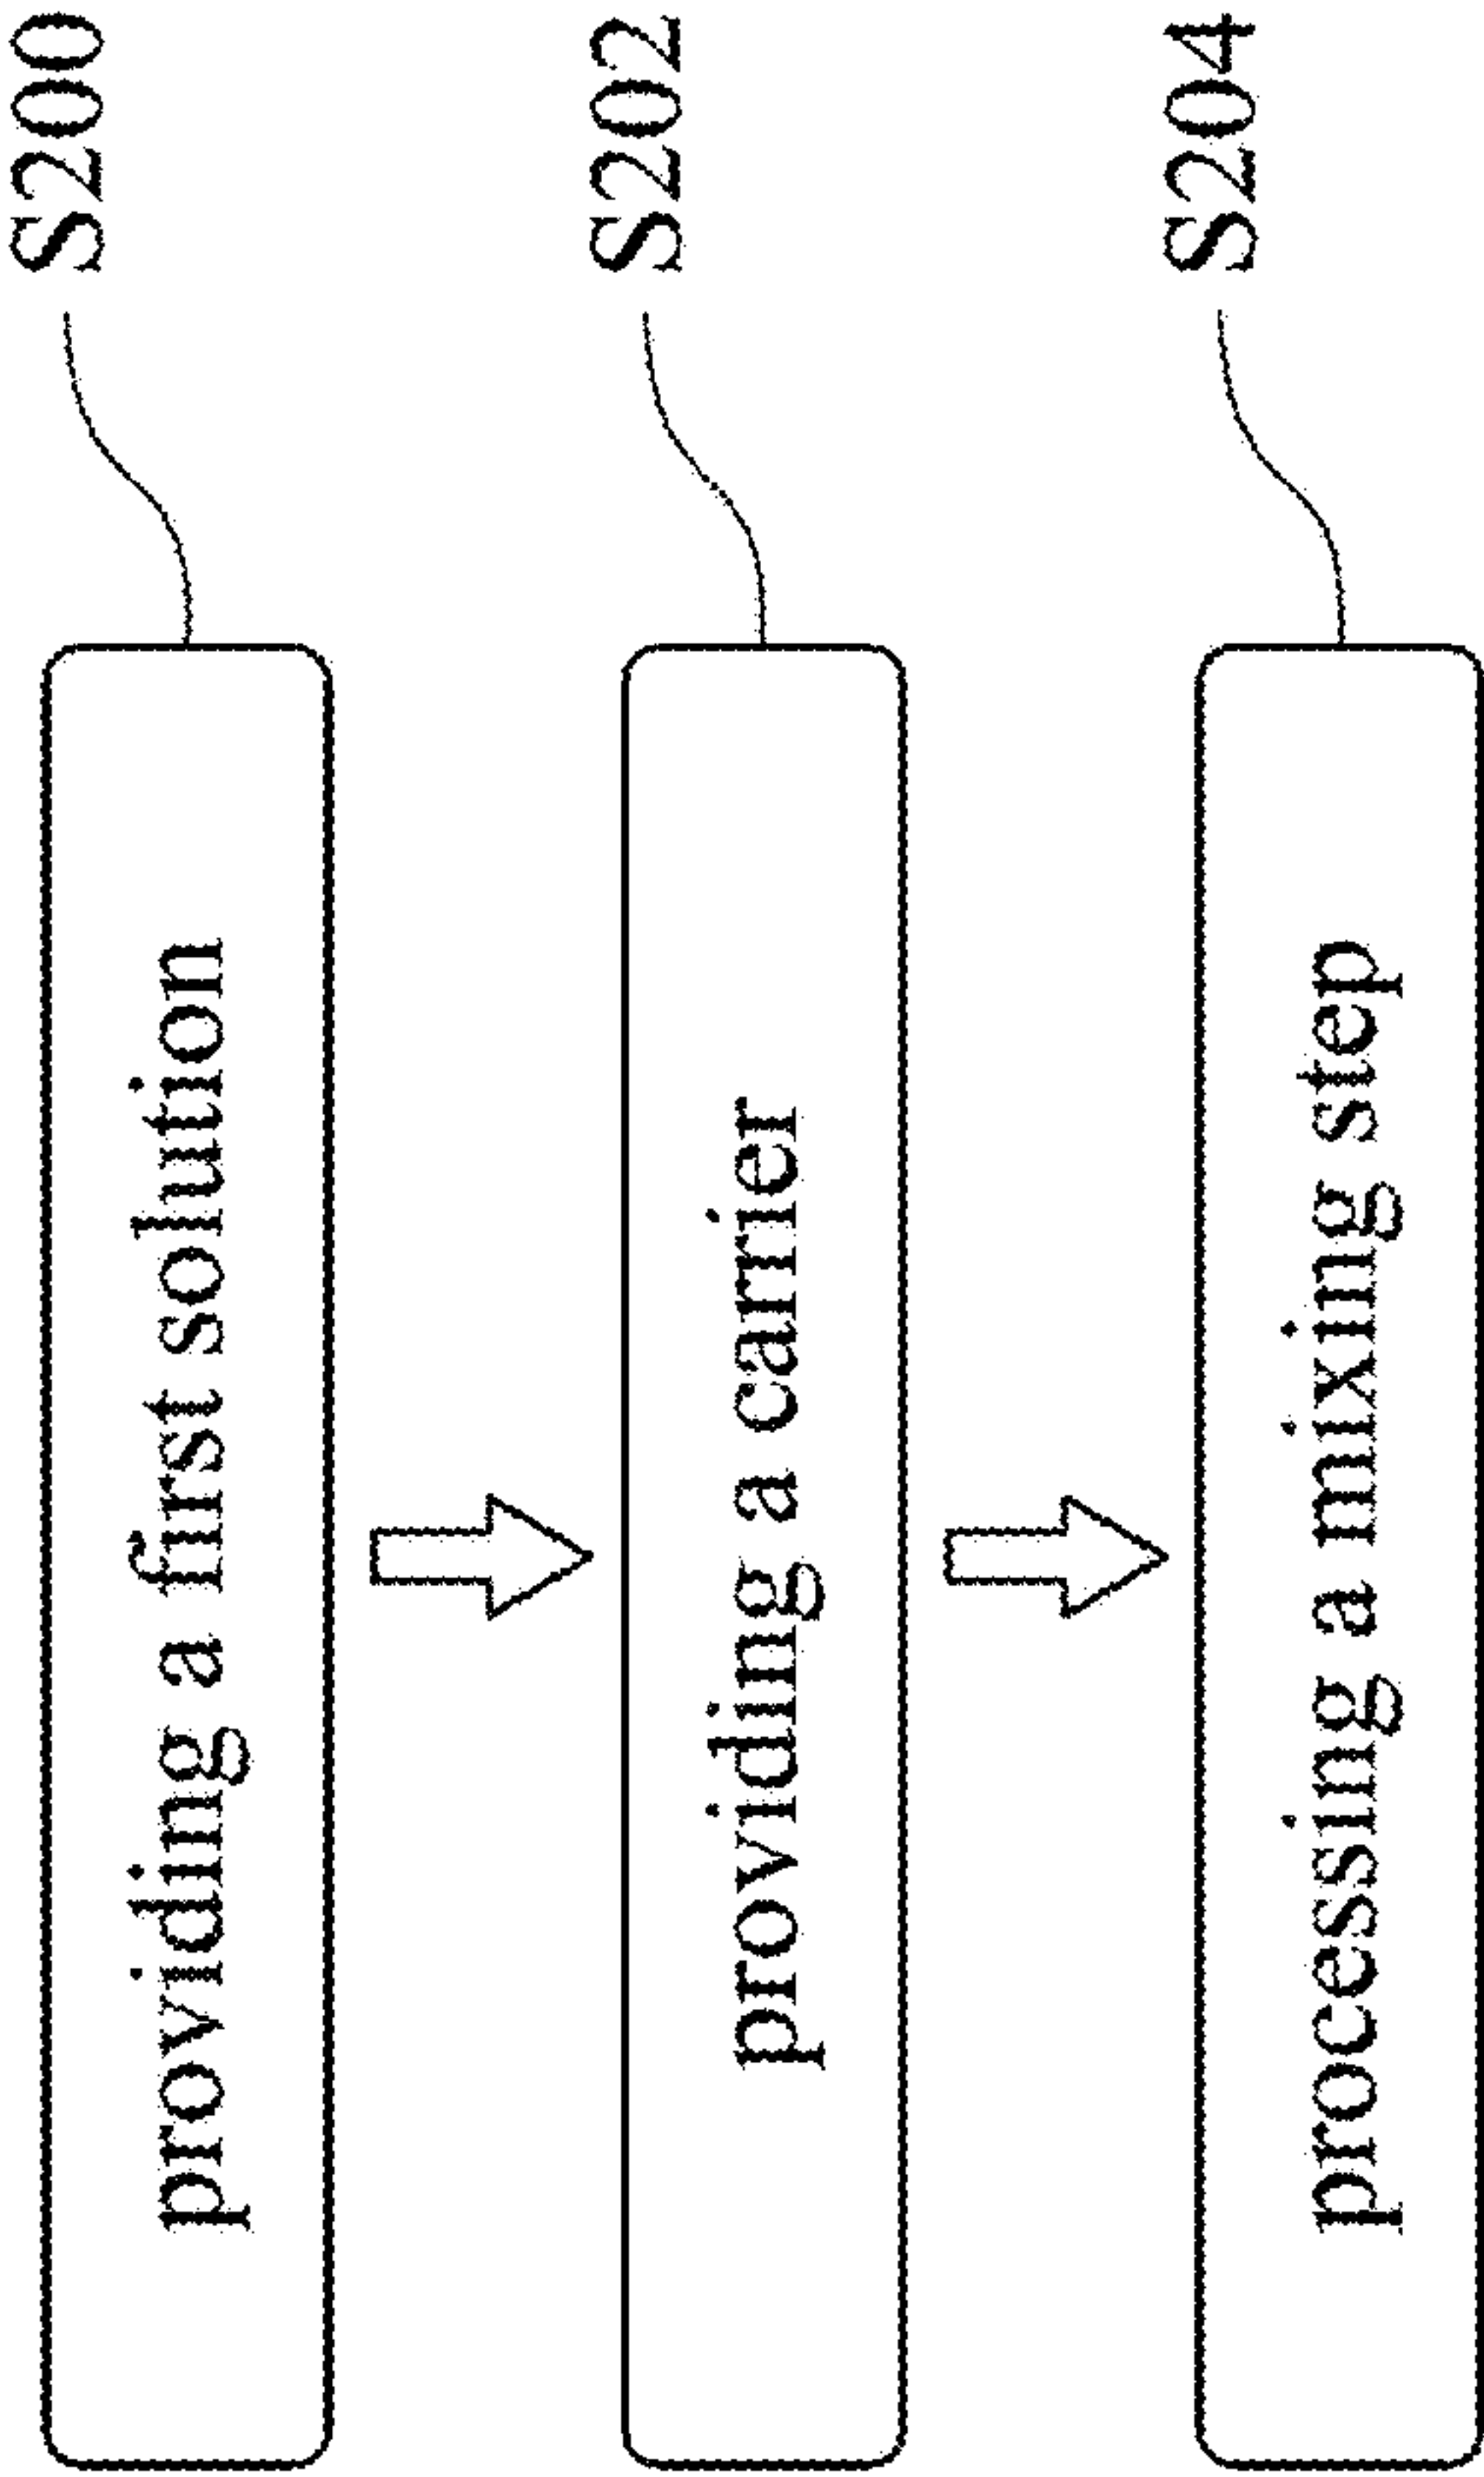 providing a first solution
S200
providing a carrier
S202
processing a mixing step
S204